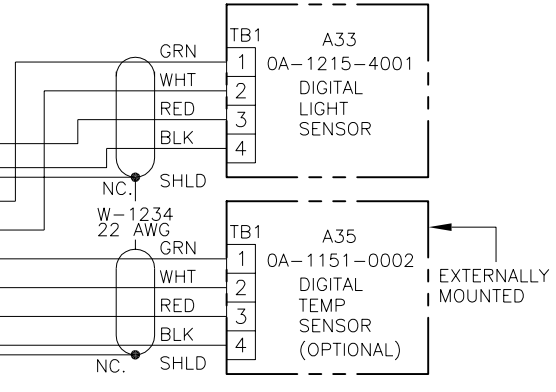 GRN
WHT
RED
BLK
SHLD
NC.
TB1
1
2
3
4
A33
0A-1215-4001
DIGITAL
LIGHT
SENSOR
W-1234
22 AWG
GRN
WHT
RED
BLK
SHLD
NC.
TB1
1
2
3
4
A35
0A-1151-0002
DIGITAL
TEMP
SENSOR
(OPTIONAL)
EXTERNALLY
MOUNTED